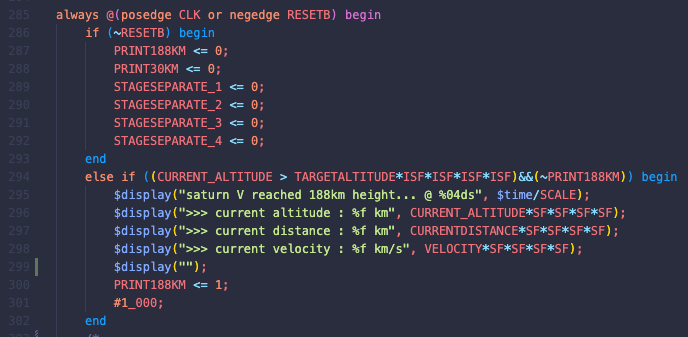 285 always @(posedge CLK or negedge RESETB) begin
286 if (~RESETB) begin
287 PRINT188KM <= 0;
288 PRINT30KM <= 0;
289 STAGESEPARATE_1 <= 0;
290 STAGESEPARATE_2 <= 0;
291 STAGESEPARATE_3 <= 0;
292 STAGESEPARATE_4 <= 0;
293 end
294 else if ((CURRENT_ALTITUDE > TARGETALTITUDE*ISF*ISF*ISF*ISF)&&(~PRINT188KM)) begin
295 $display("saturn V reached 188km height... @ %04ds", $time/SCALE);
296 $display(">>> current altitude : %f km", CURRENT_ALTITUDE*SF*SF*SF*SF);
297 $display(">>> current distance : %f km", CURRENTDISTANCE*SF*SF*SF*SF);
298 $display(">>> current velocity : %f km/s", VELOCITY*SF*SF*SF*SF);
299 $display("");
300 PRINT188KM <= 1;
301 #1_000;
302 end